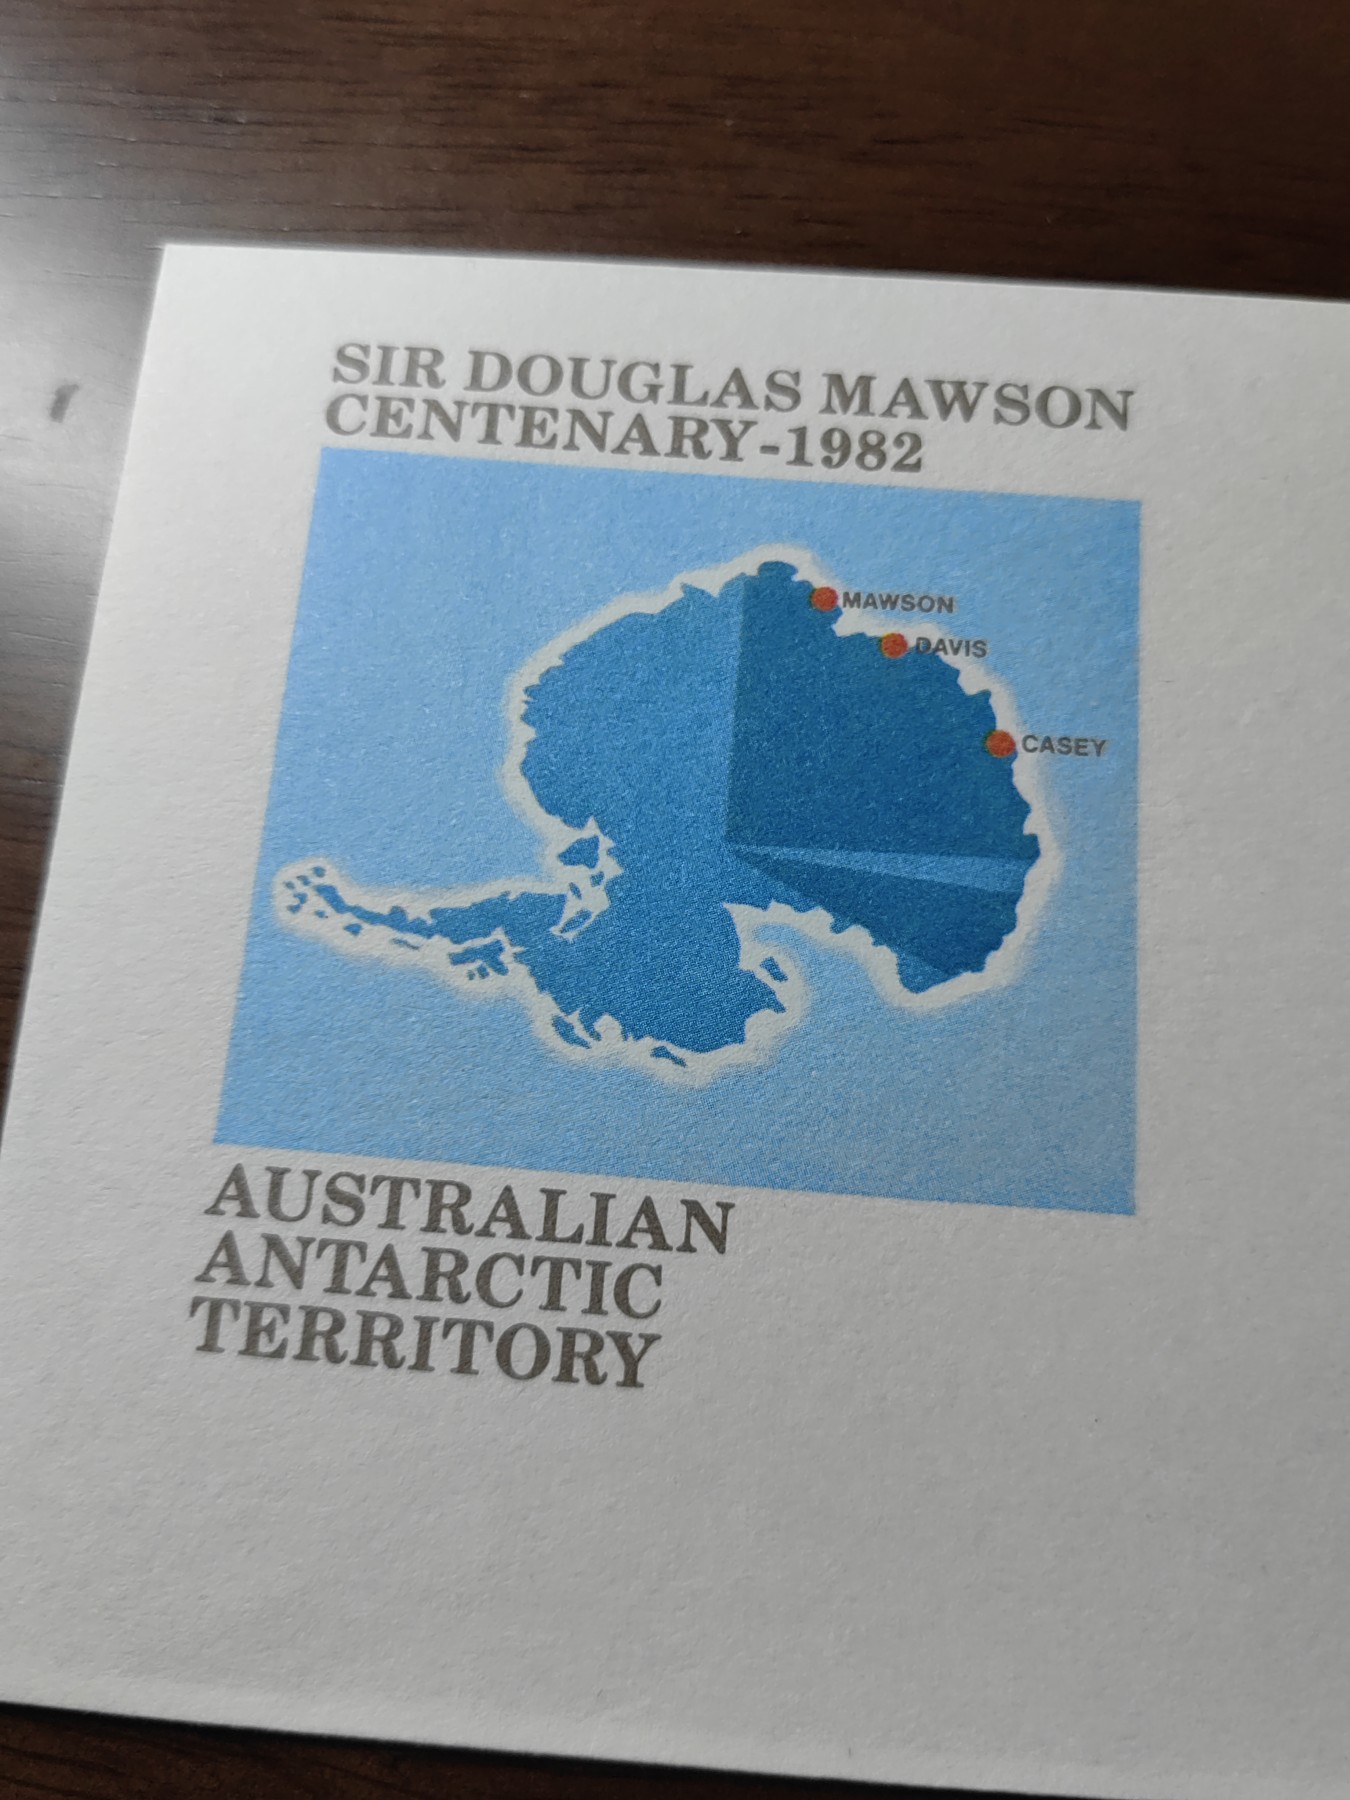 SIR DOUGLAS MAWSON
CENTENARY-1982
MAWSON
DAVIS
CASEY
AUSTRALIAN
ANTARCTIC
TERRITORY